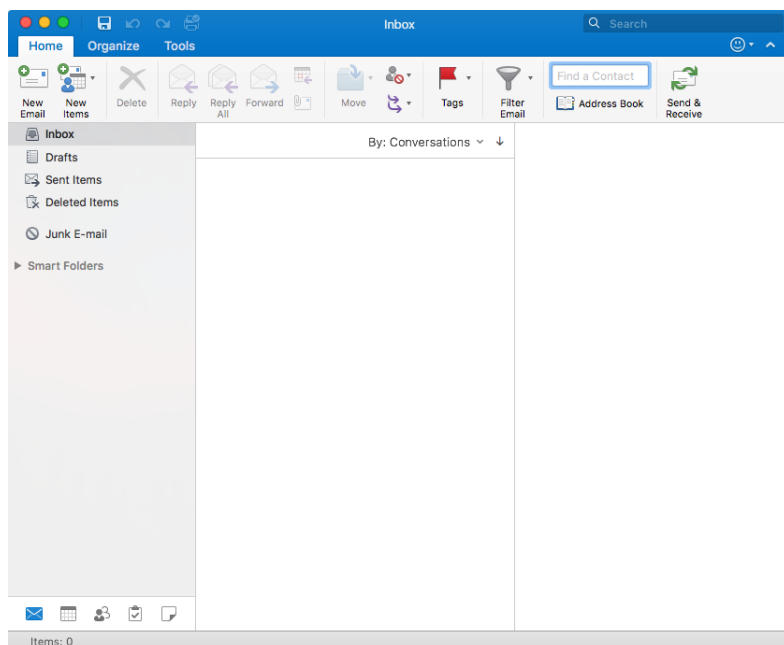 Inbox
Search
Home Organize Tools
New Email
New Items
Delete
Reply
Reply All
Forward
Move
Tags
Filter Email
Find a Contact
Address Book
Send & Receive
Inbox
Drafts
Sent Items
Deleted Items
Junk E-mail
Smart Folders
By: Conversations
Items: 0